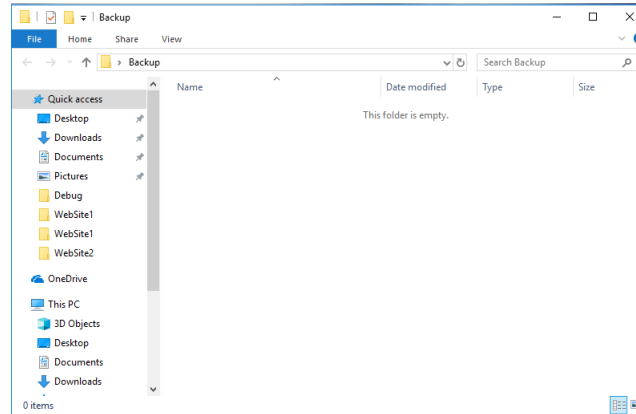 Backup
File Home Share View
Backup
Search Backup
Name Date modified Type Size
This folder is empty.
Quick access
Desktop
Downloads
Documents
Pictures
Debug
WebSite1
WebSite1
WebSite2
OneDrive
This PC
3D Objects
Desktop
Documents
Downloads
0 items